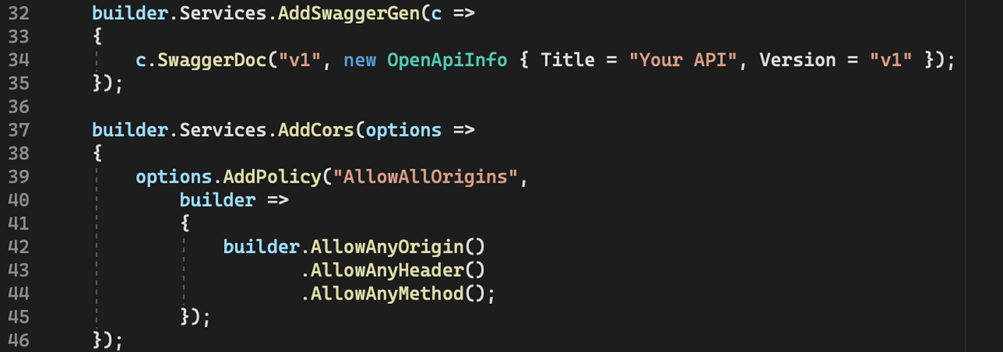 32 builder.Services.AddSwaggerGen(c =>
33 {
34     c.SwaggerDoc("v1", new OpenApiInfo { Title = "Your API", Version = "v1" });
35 });
36
37 builder.Services.AddCors(options =>
38 {
39     options.AddPolicy("AllowAllOrigins",
40         builder =>
41         {
42             builder.AllowAnyOrigin()
43                    .AllowAnyHeader()
44                    .AllowAnyMethod();
45         });
46 });